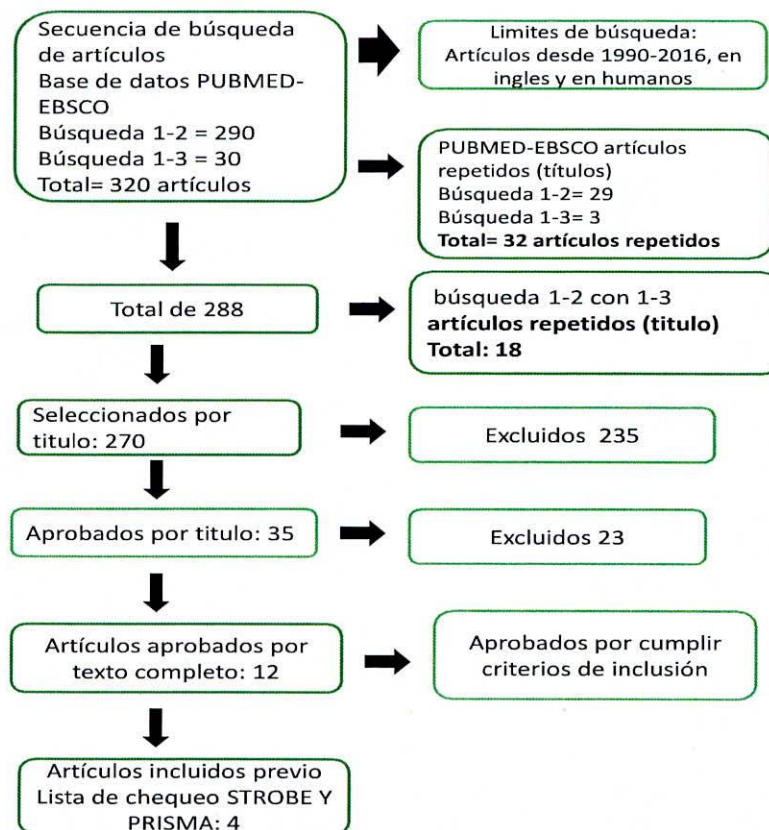 Secuencia de búsqueda
de artículos
Base de datos PUBMED-
EBSCO
Búsqueda 1-2 = 290
Búsqueda 1-3 = 30
Total= 320 artículos
Limites de búsqueda:
Artículos desde 1990-2016, en
ingles y en humanos
PUBMED-EBSCO artículos
repetidos (títulos)
Búsqueda 1-2= 29
Búsqueda 1-3= 3
Total= 32 artículos repetidos
Total de 288
búsqueda 1-2 con 1-3
artículos repetidos (titulo)
Total: 18
Seleccionados por
titulo: 270
Excluidos 235
Aprobados por titulo: 35
Excluidos 23
Artículos aprobados por
texto completo: 12
Aprobados por cumplir
criterios de inclusión
Artículos incluidos previo
Lista de chequeo STROBE Y
PRISMA: 4